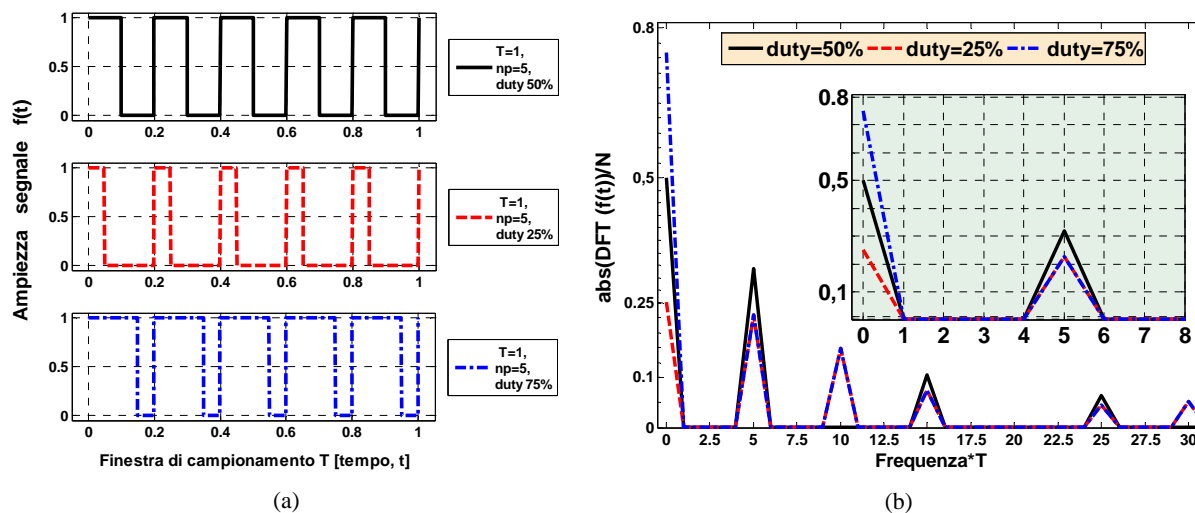 Ampiezza segnale f(t)
1
0.5
0
0 0.2 0.4 0.6 0.8 1
T=1,
np=5,
duty 50%
1
0.5
0
0 0.2 0.4 0.6 0.8 1
T=1,
np=5,
duty 25%
1
0.5
0
0 0.2 0.4 0.6 0.8 1
T=1,
np=5,
duty 75%
Finestra di campionamento T [tempo, t]
(a)
abs(DFT (f(t))/N
0.8
0.5
0.25
0.1
0
duty=50% duty=25% duty=75%
0.8
0.5
0,1
0 1 2 3 4 5 6 7 8
0 2.5 5 7.5 10 12.5 15 17.5 20 22.5 25 27.5 30
Frequenza*T
(b)